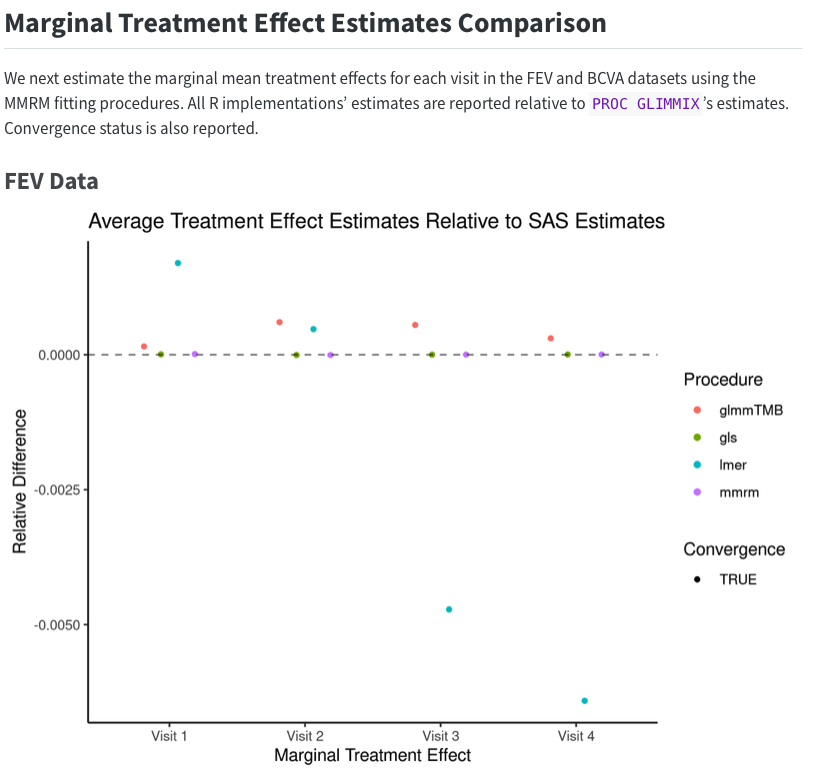 Marginal Treatment Effect Estimates Comparison
We next estimate the marginal mean treatment effects for each visit in the FEV and BCVA datasets using the
MMRM fitting procedures. All R implementations’ estimates are reported relative to PROC GLIMMIX’s estimates.
Convergence status is also reported.
FEV Data
Average Treatment Effect Estimates Relative to SAS Estimates
0.0000
-0.0025
-0.0050
Relative Difference
Visit 1 Visit 2 Visit 3 Visit 4
Marginal Treatment Effect
Procedure
glmmTMB
gls
lmer
mmrm
Convergence
TRUE